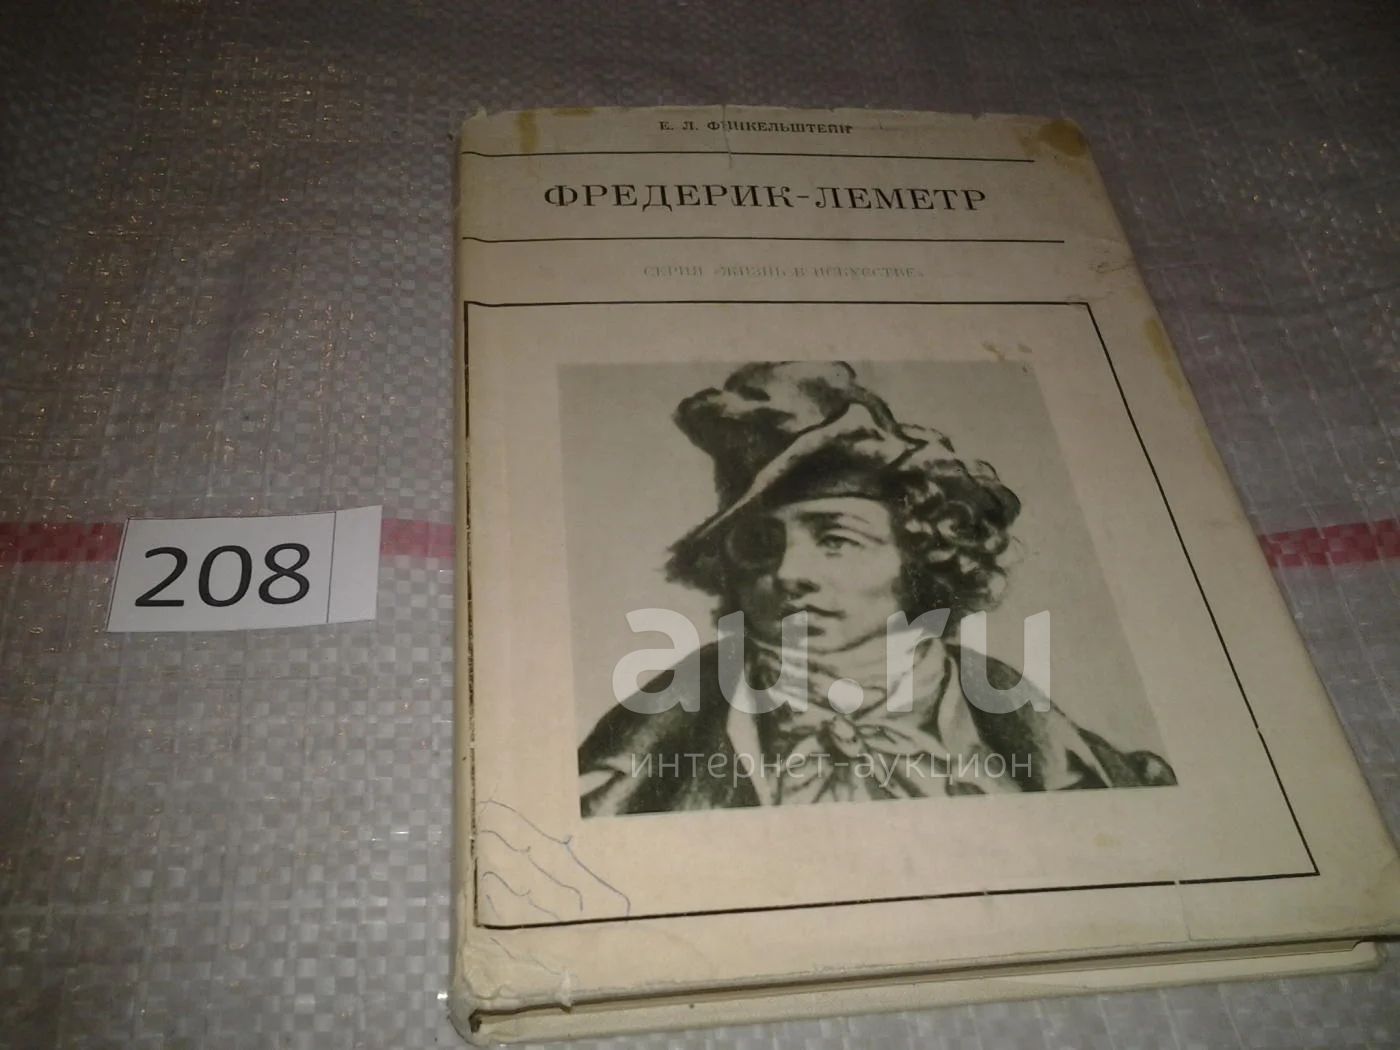 Е. Л. ФИНКЕЛЬШТЕЙН
ФРЕДЕРИК-ЛЕМЕТР
СЕРИЯ «ЖИЗНЬ В ИСКУССТВЕ»
208
au.ru
интернет-аукцион